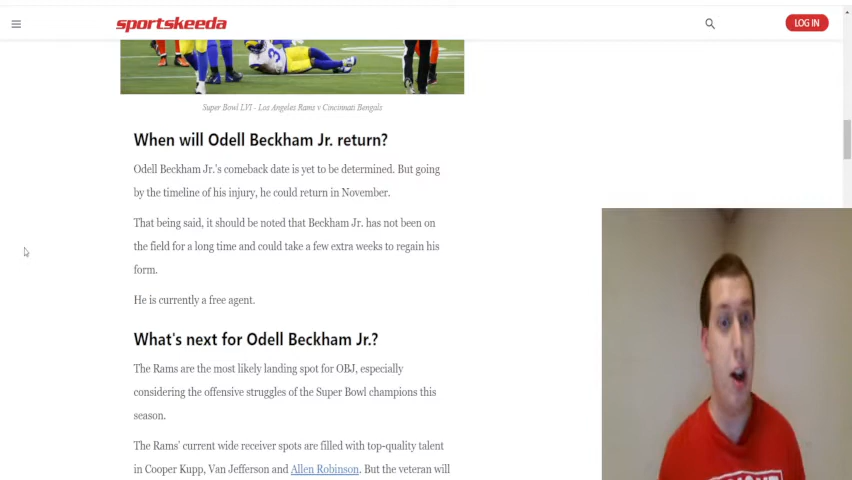 sportskeeda
LOG IN
3
Super Bowl LVI - Los Angeles Rams v Cincinnati Bengals
When will Odell Beckham Jr. return?
Odell Beckham Jr.'s comeback date is yet to be determined. But going
by the timeline of his injury, he could return in November.
That being said, it should be noted that Beckham Jr. has not been on
the field for a long time and could take a few extra weeks to regain his
form.
He is currently a free agent.
What's next for Odell Beckham Jr.?
The Rams are the most likely landing spot for OBJ, especially
considering the offensive struggles of the Super Bowl champions this
season.
The Rams' current wide receiver spots are filled with top-quality talent
in Cooper Kupp, Van Jefferson and Allen Robinson. But the veteran will